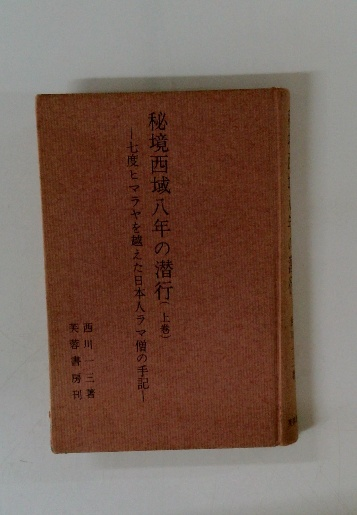 秘境西域八年の潜行(上巻)
―七度ヒマラヤを越えた日本人ラマ僧の手記―
西川一三著
芙蓉書房刊